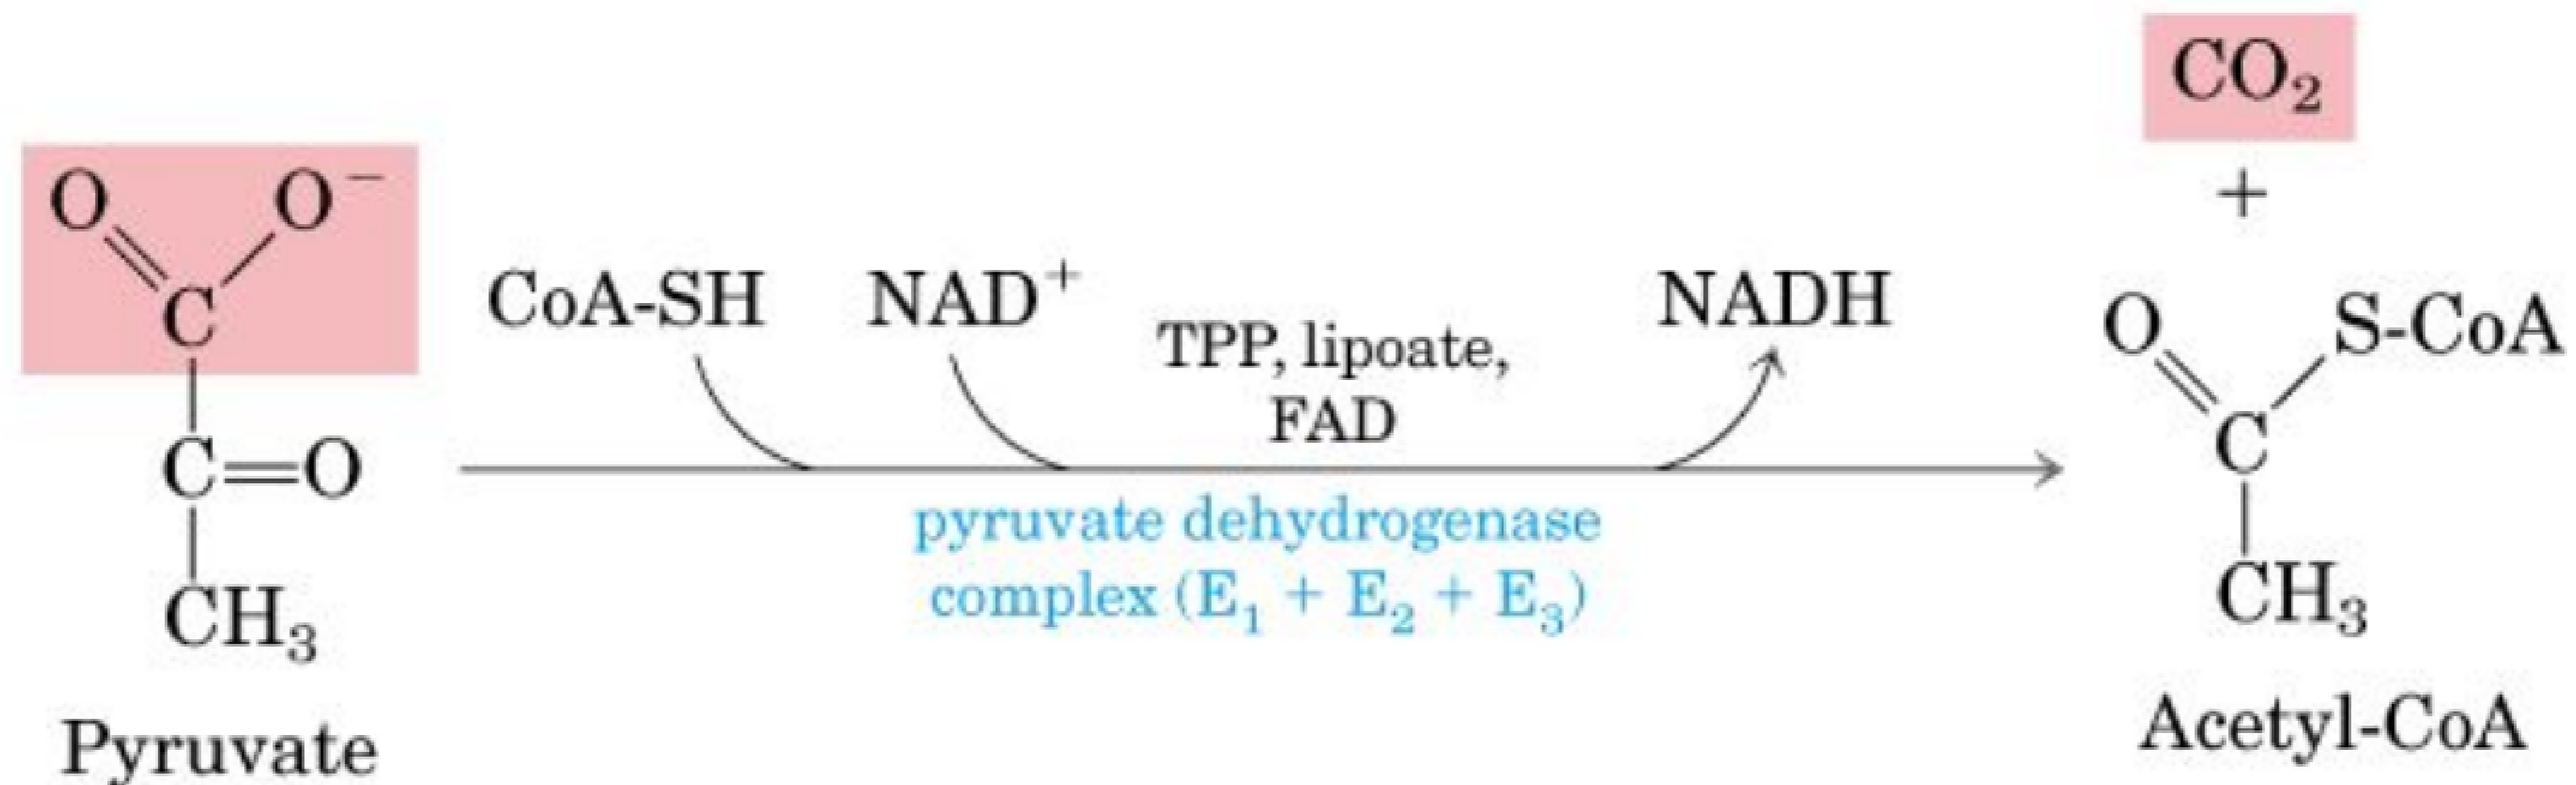 O O⁻
C
C=O
CH₃
Pyruvate
CoA-SH NAD⁺
TPP, lipoate,
FAD
NADH
pyruvate dehydrogenase
complex (E₁ + E₂ + E₃)
CO₂
+
O S-CoA
C
CH₃
Acetyl-CoA